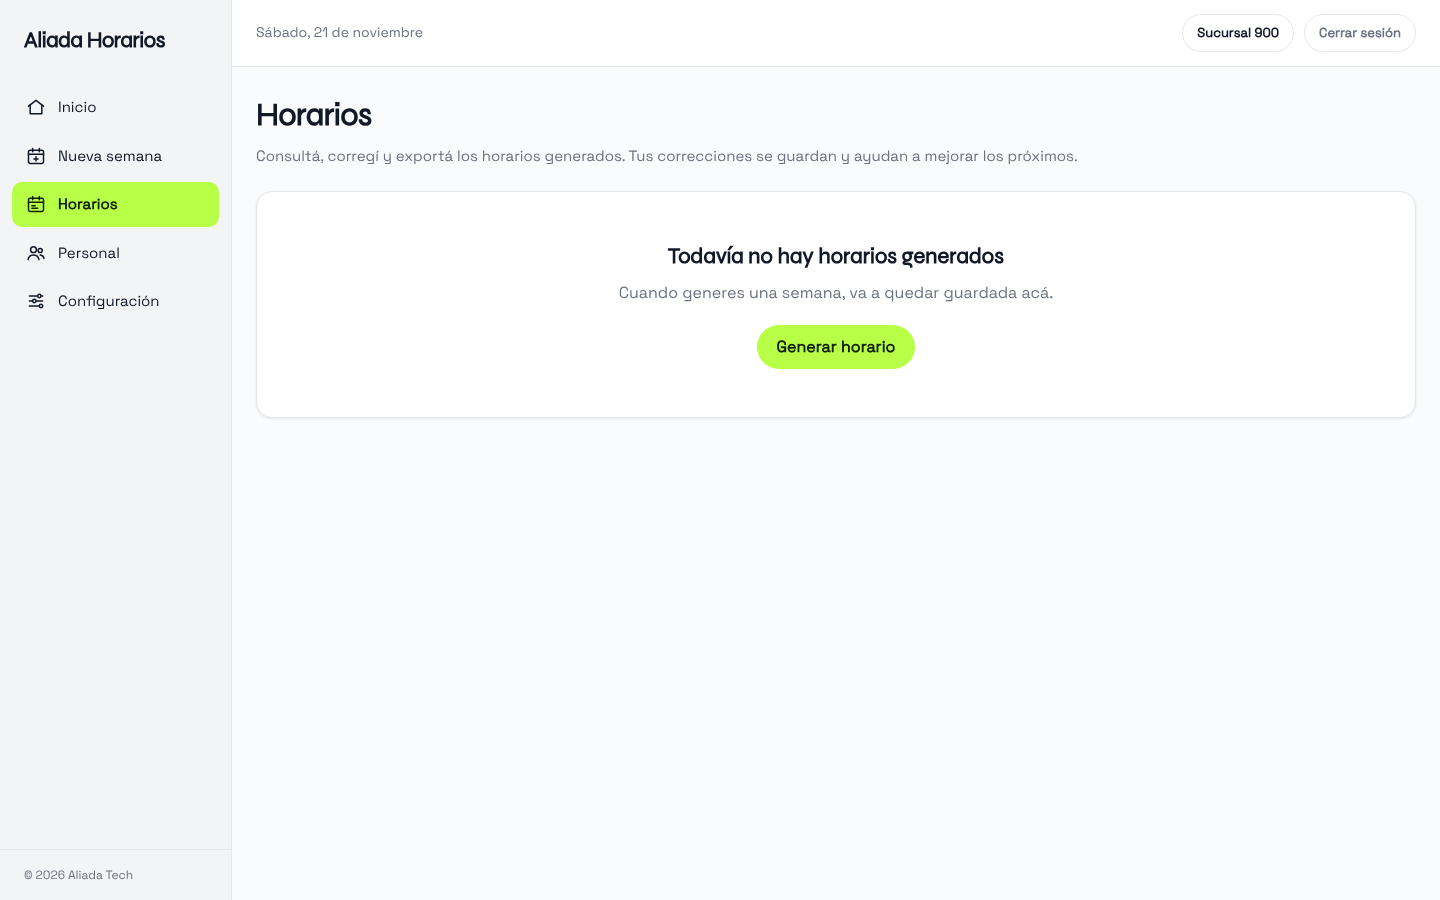 Aliada Horarios
Inicio
Nueva semana
Horarios
Personal
Configuración
© 2026 Aliada Tech
Sábado, 21 de noviembre
Sucursal 900
Cerrar sesión
Horarios
Consultá, corregí y exportá los horarios generados. Tus correcciones se guardan y ayudan a mejorar los próximos.
Todavía no hay horarios generados
Cuando generes una semana, va a quedar guardada acá.
Generar horario